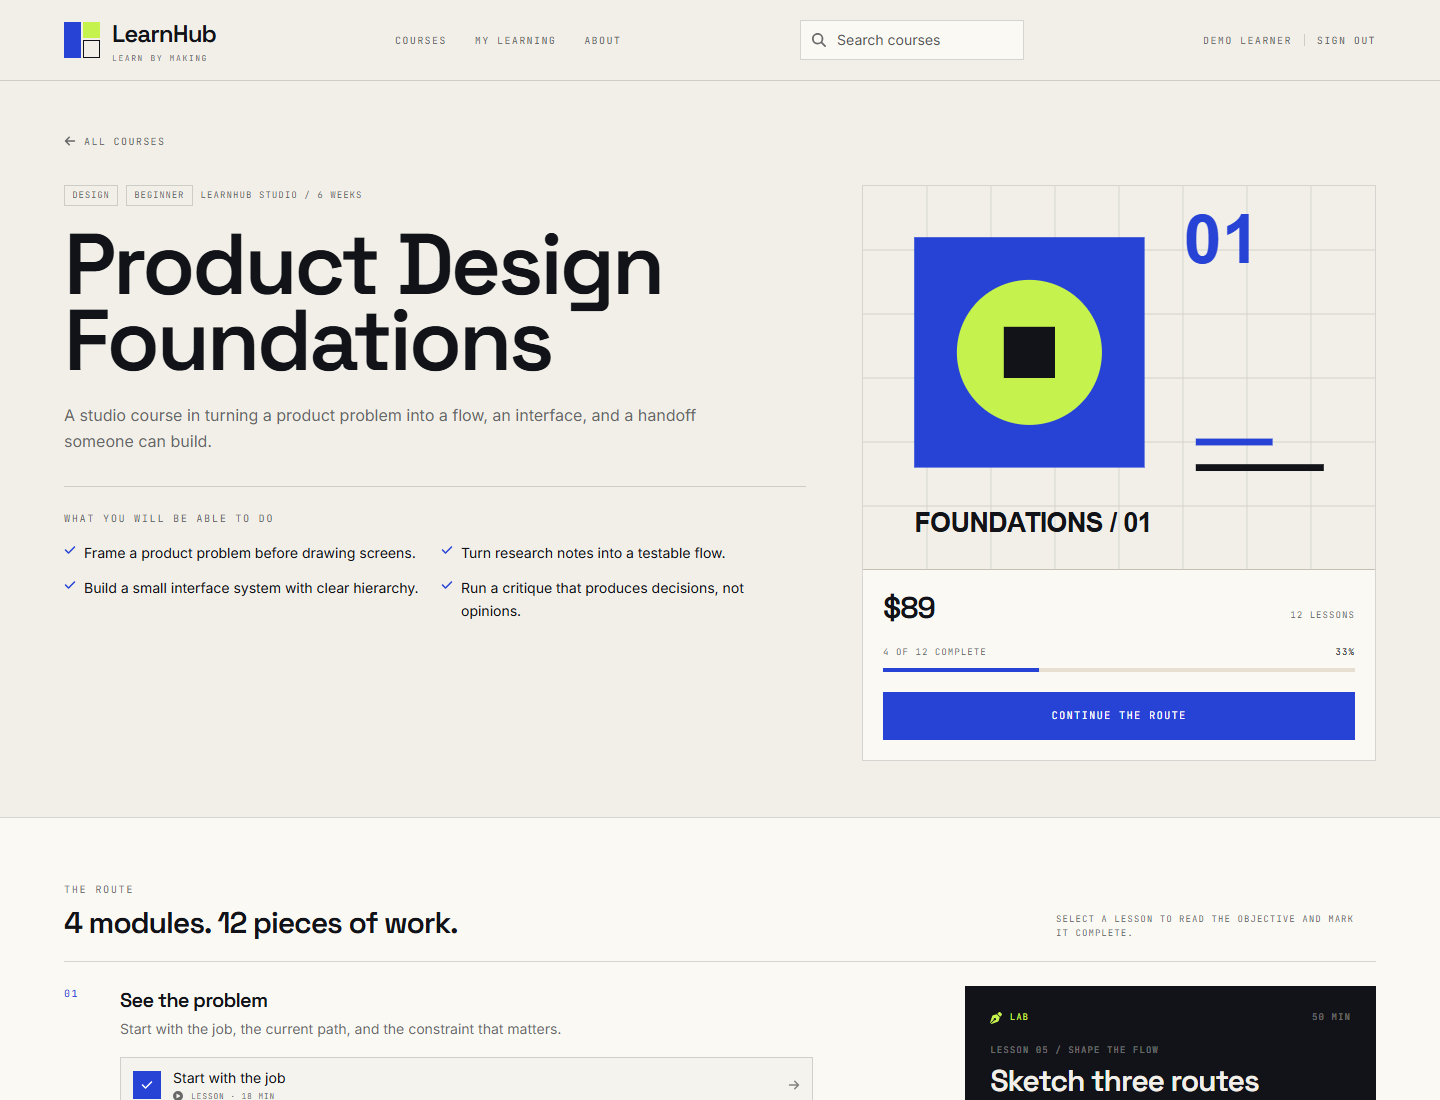 LearnHub
LEARN BY MAKING
COURSES
MY LEARNING
ABOUT
Search courses
DEMO LEARNER
SIGN OUT
ALL COURSES
DESIGN
BEGINNER
LEARNHUB STUDIO / 6 WEEKS
Product Design
Foundations
A studio course in turning a product problem into a flow, an interface, and a handoff
someone can build.
WHAT YOU WILL BE ABLE TO DO
Frame a product problem before drawing screens.
Turn research notes into a testable flow.
Build a small interface system with clear hierarchy.
Run a critique that produces decisions, not
opinions.
01
FOUNDATIONS / 01
$89
12 LESSONS
4 OF 12 COMPLETE
33%
CONTINUE THE ROUTE
THE ROUTE
4 modules. 12 pieces of work.
SELECT A LESSON TO READ THE OBJECTIVE AND MARK
IT COMPLETE.
01
See the problem
Start with the job, the current path, and the constraint that matters.
Start with the job
LESSON · 18 MIN
LAB
50 MIN
LESSON 05 / SHAPE THE FLOW
Sketch three routes